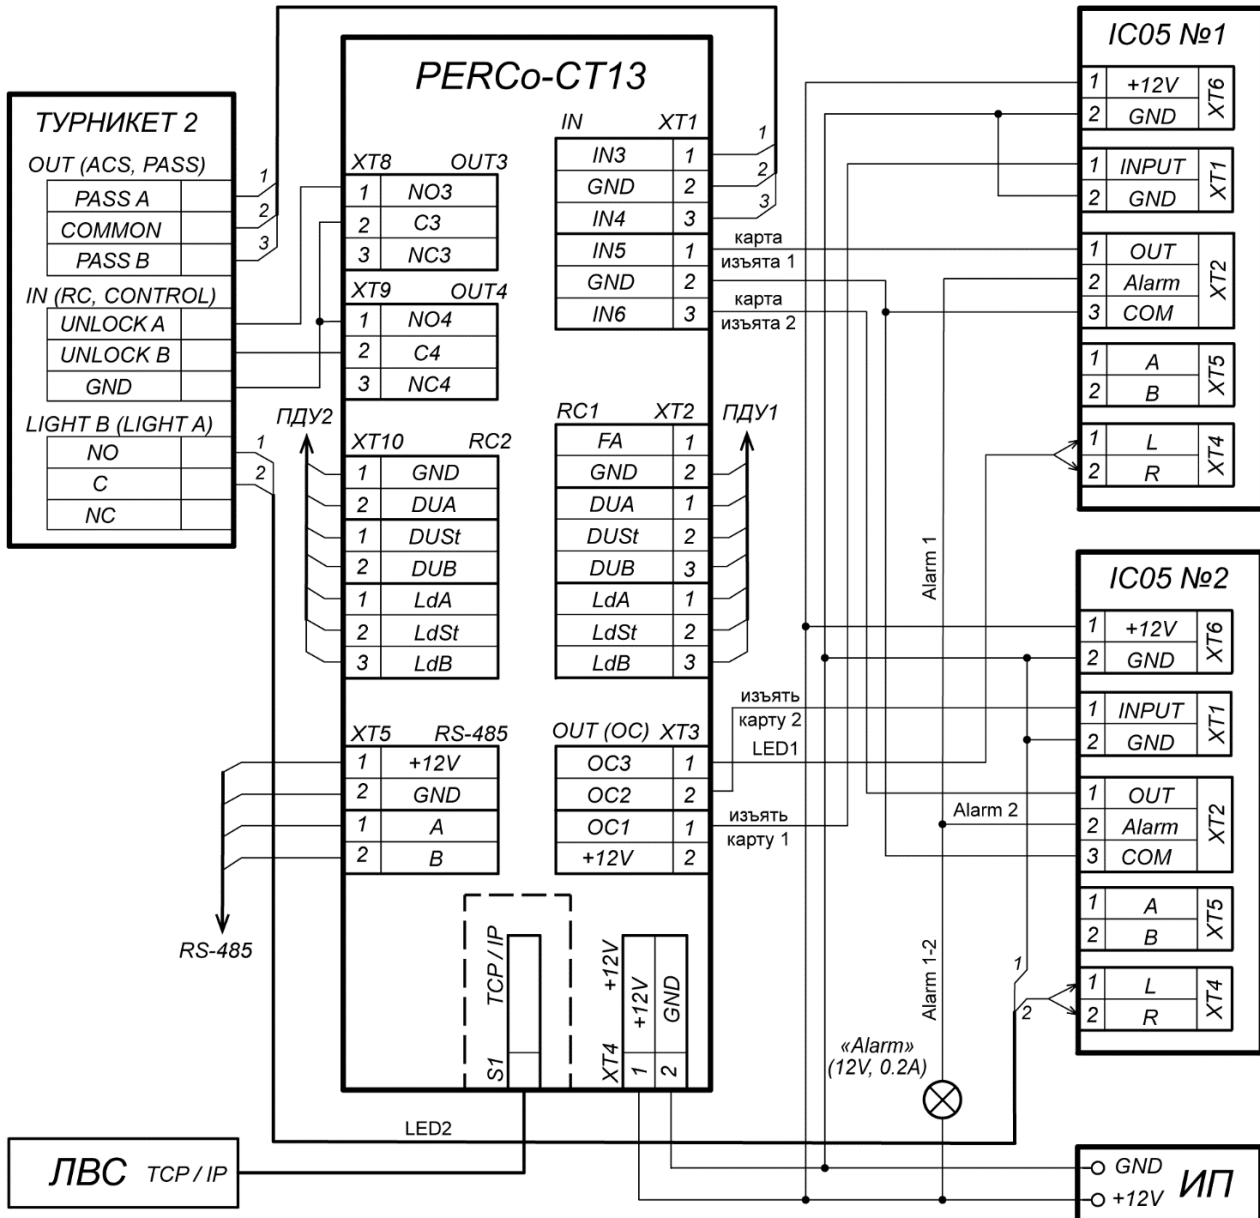 ТУРНИКЕТ 2
OUT (ACS, PASS)
PASS A
COMMON
PASS B
1
2
3
IN (RC, CONTROL)
UNLOCK A
UNLOCK B
GND
LIGHT B (LIGHT A)
NO
C
NC
1
2
PERCo-CT13
XT8 OUT3
1 NO3
2 C3
3 NC3
XT9 OUT4
1 NO4
2 C4
3 NC4
ПДУ2
XT10 RC2
1 GND
2 DUA
1 DUSt
2 DUB
1 LdA
2 LdSt
3 LdB
XT5 RS-485
1 +12V
2 GND
1 A
2 B
RS-485
IN XT1
IN3 1
GND 2
IN4 3
IN5 1
GND 2
IN6 3
1
2
3
карта
изъята 1
карта
изъята 2
RC1 XT2
ПДУ1
FA 1
GND 2
DUA 1
DUSt 2
DUB 3
LdA 1
LdSt 2
LdB 3
OUT (OC) XT3
OC3 1
OC2 2
OC1 1
+12V 2
изъять
карту 2
LED1
изъять
карту 1
S1 TCP / IP
XT4 +12V
1 +12V
2 GND
LED2
ЛВС TCP / IP
Alarm 1
Alarm 2
Alarm 1-2
«Alarm»
(12V, 0.2A)
IC05 №1
1 +12V
2 GND
XT6
1 INPUT
2 GND
XT1
1 OUT
2 Alarm
3 COM
XT2
1 A
2 B
XT5
1 L
2 R
XT4
IC05 №2
1 +12V
2 GND
XT6
1 INPUT
2 GND
XT1
1 OUT
2 Alarm
3 COM
XT2
1 A
2 B
XT5
1 L
2 R
XT4
1
2
GND
+12V
ИП